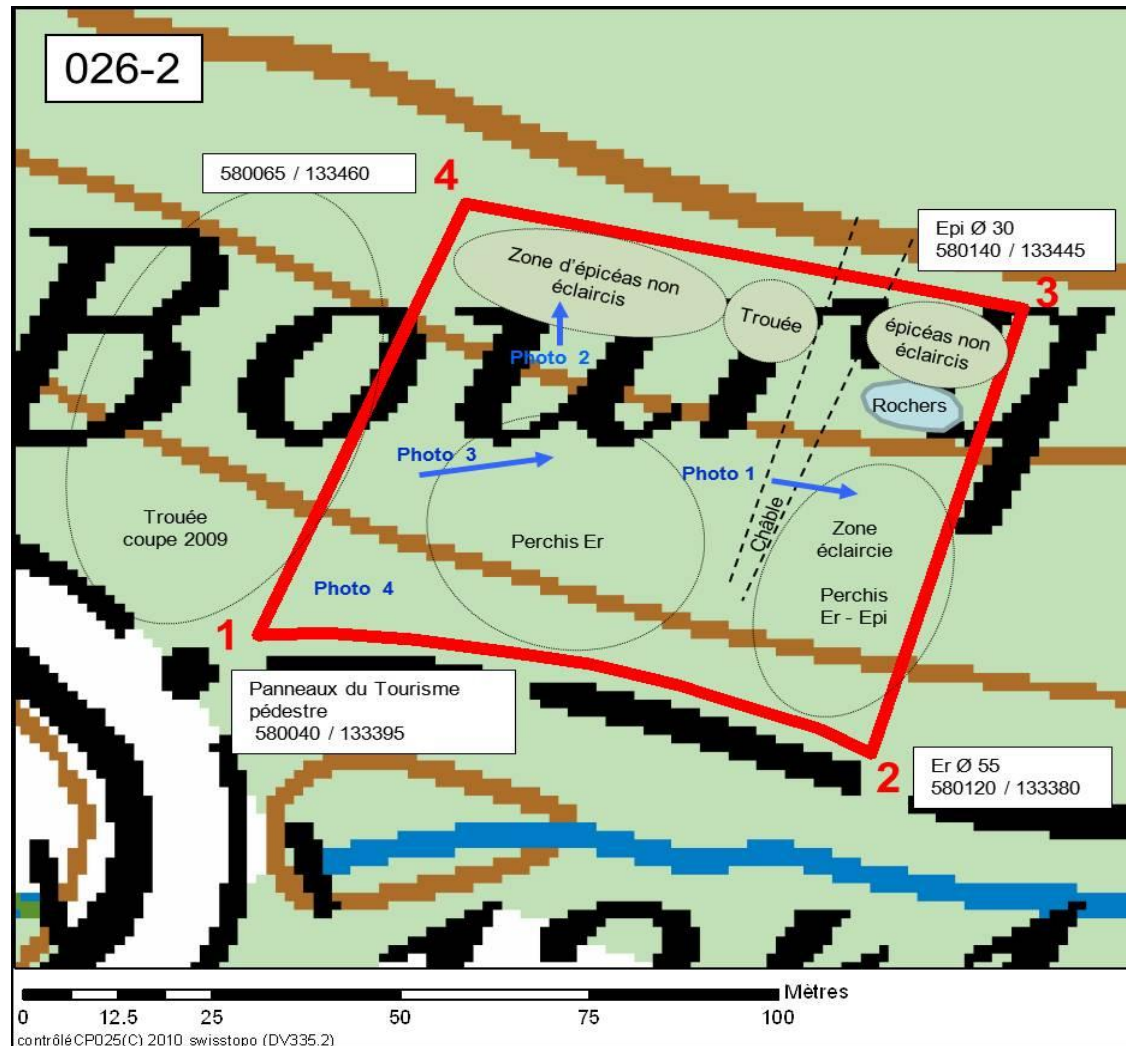 026-2
580065 / 133460
4
Epi Ø 30
580140 / 133445
3
Zone d'épicéas non
éclaircis
Trouée
épicéas non
éclaircis
Photo 2
Rochers
Bourg
Photo 3
Photo 1
Châble
Trouée
coupe 2009
Perchis Er
Zone
éclaircie
Perchis
Er - Epi
Photo 4
1
Panneaux du Tourisme
pédestre
580040 / 133395
2
Er Ø 55
580120 / 133380
Mètres
0 12.5 25 50 75 100
contrôléCP025(C) 2010 swisstopo (DV335.2)